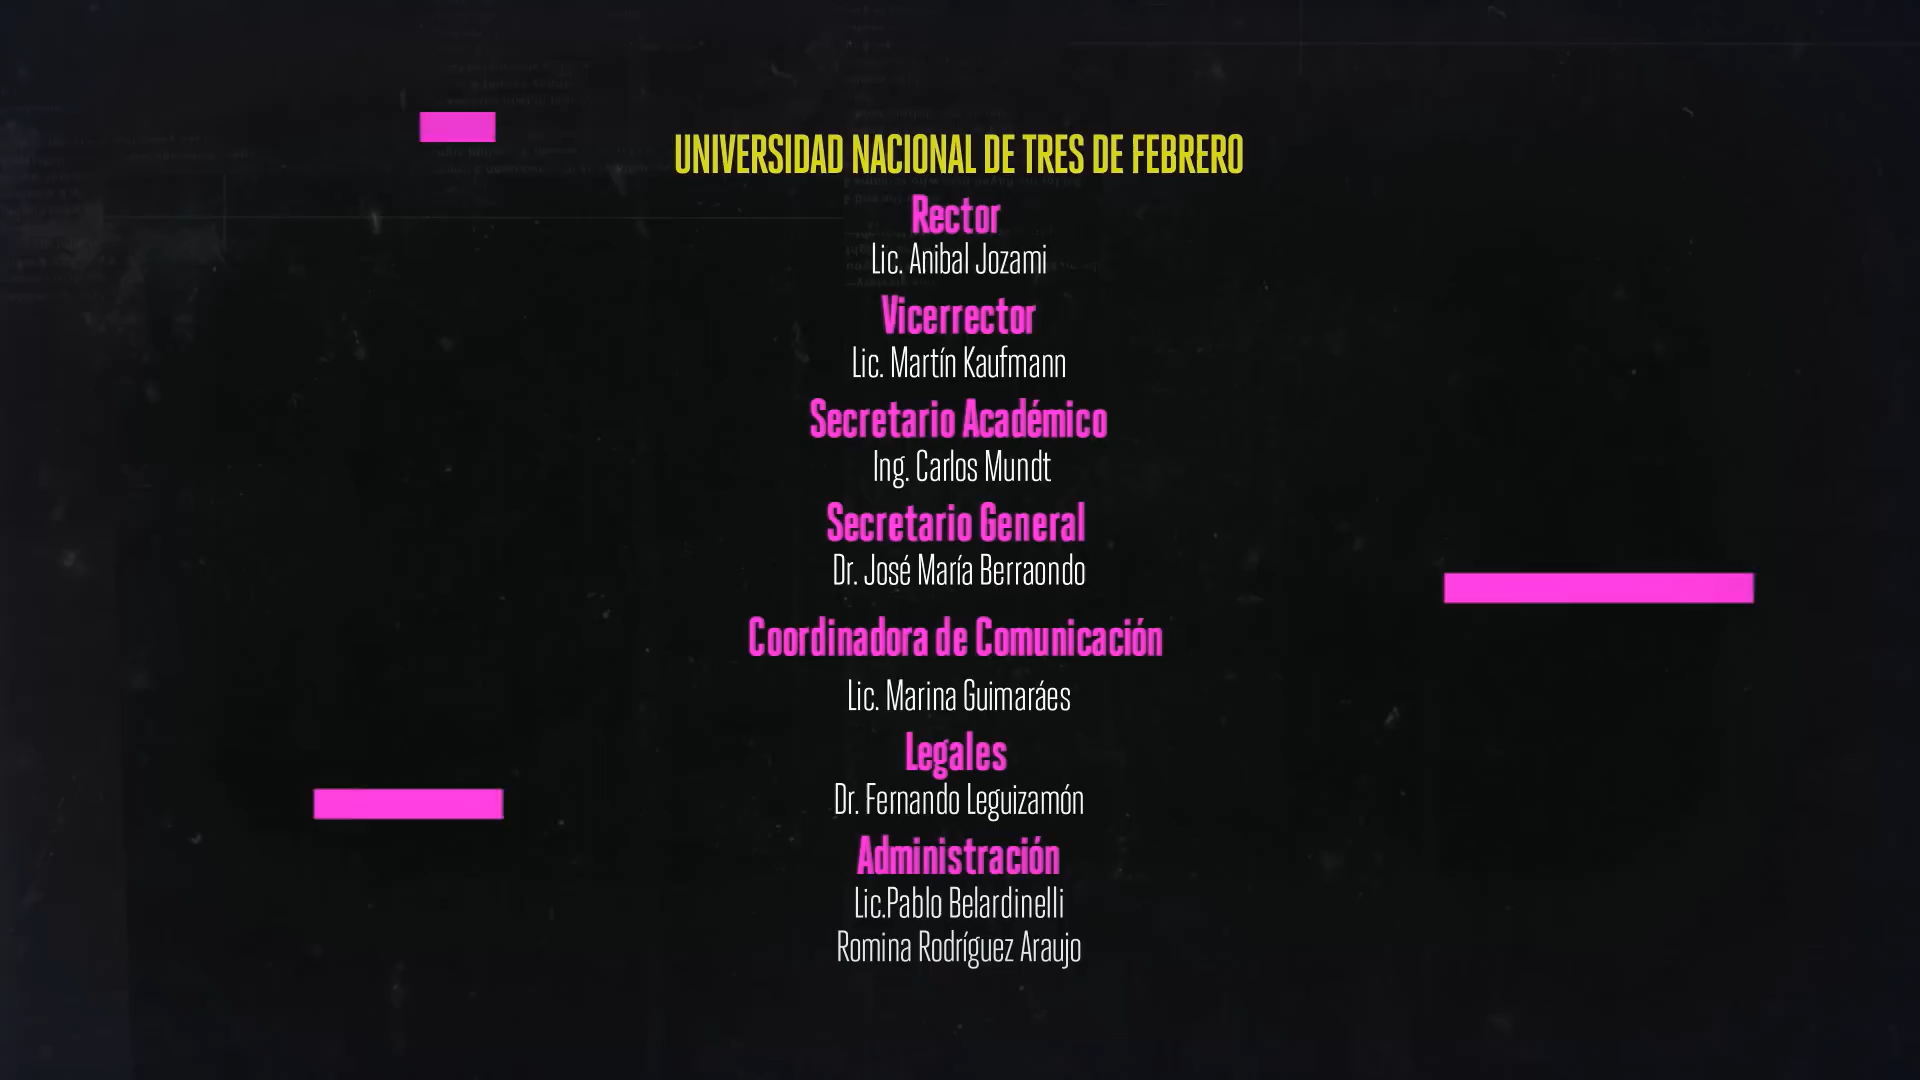 UNIVERSIDAD NACIONAL DE TRES DE FEBRERO
Rector
Lic. Anibal Jozami
Vicerrector
Lic. Martín Kaufmann
Secretario Académico
Ing. Carlos Mundt
Secretario General
Dr. José María Berraondo
Coordinadora de Comunicación
Lic. Marina Guimaráes
Legales
Dr. Fernando Leguizamón
Administración
Lic.Pablo Belardinelli
Romina Rodríguez Araujo